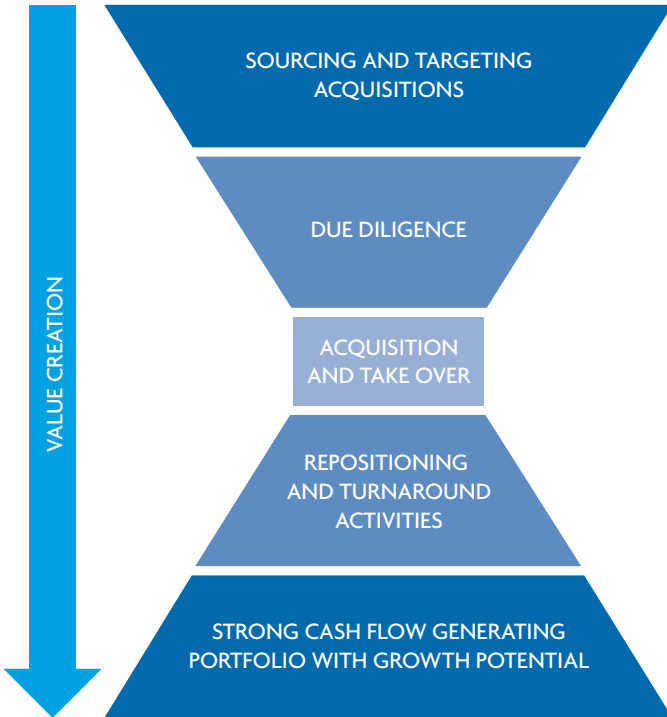 VALUE CREATION
SOURCING AND TARGETING
ACQUISITIONS
DUE DILIGENCE
ACQUISITION
AND TAKE OVER
REPOSITIONING
AND TURNAROUND
ACTIVITIES
STRONG CASH FLOW GENERATING
PORTFOLIO WITH GROWTH POTENTIAL